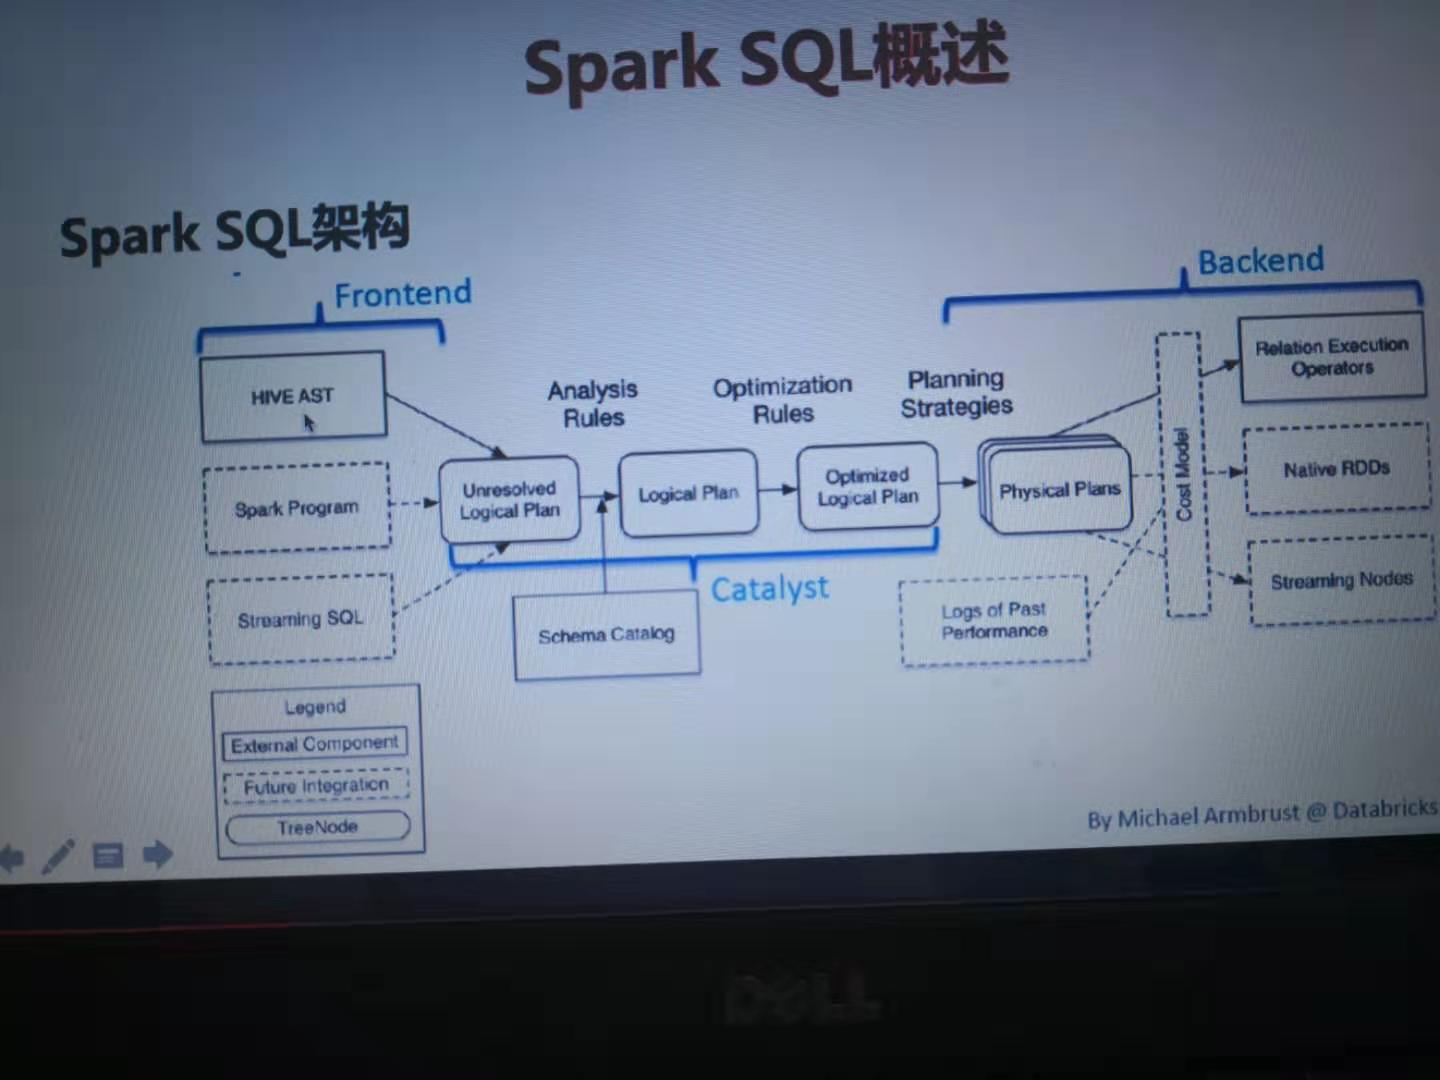 Spark SQL概述
Spark SQL架构
Frontend
Backend
HIVE AST
Spark Program
Streaming SQL
Analysis
Rules
Optimization
Rules
Planning
Strategies
Unresolved
Logical Plan
Logical Plan
Optimized
Logical Plan
Physical Plans
Cost Model
Relation Execution
Operators
Native RDDs
Streaming Nodes
Catalyst
Schema Catalog
Logs of Past
Performance
Legend
External Component
Future Integration
TreeNode
By Michael Armbrust @ Databricks
DELL